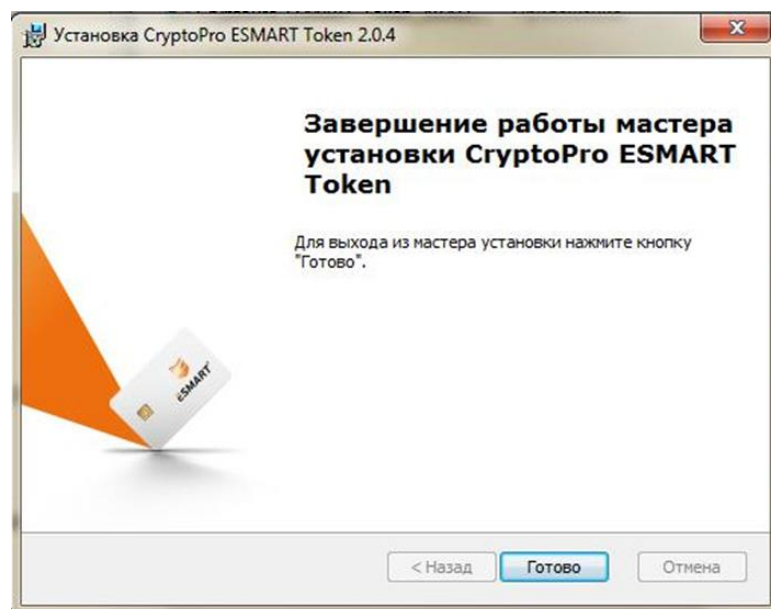 Установка CryptoPro ESMART Token 2.0.4
Завершение работы мастера
установки CryptoPro ESMART
Token
Для выхода из мастера установки нажмите кнопку
"Готово".
ESMART
< Назад
Готово
Отмена